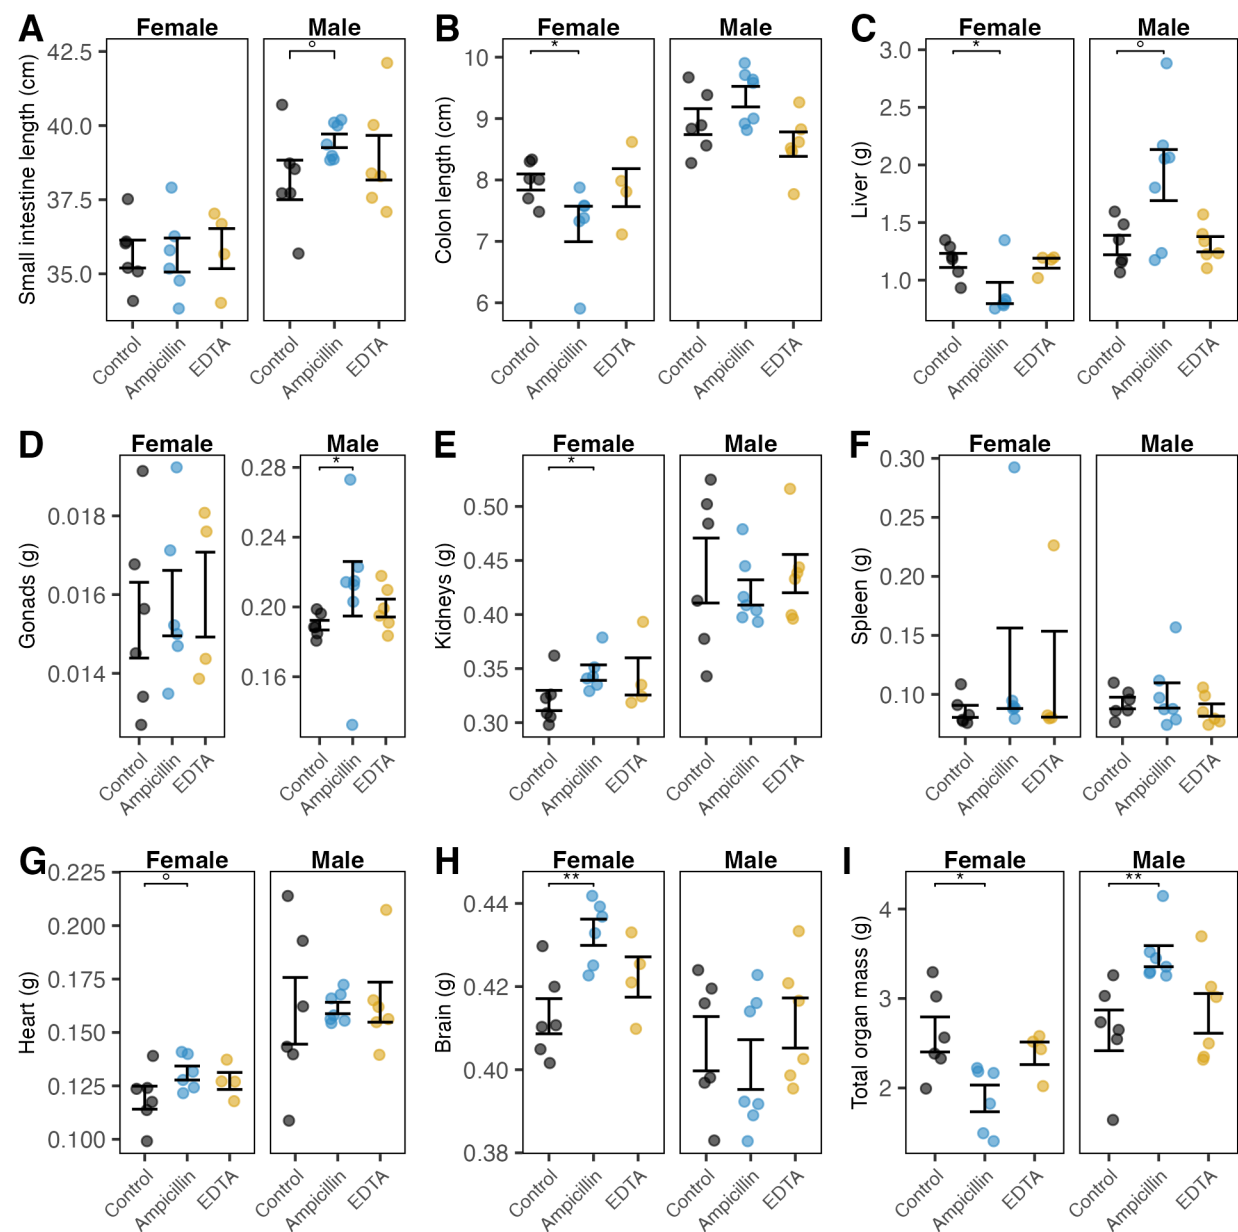 A Female Male
Small intestine length (cm)
42.5
40.0
37.5
35.0
°
Control Ampicillin EDTA Control Ampicillin EDTA
B Female Male
Colon length (cm)
10
9
8
7
6
*
Control Ampicillin EDTA Control Ampicillin EDTA
C Female Male
Liver (g)
3.0
2.5
2.0
1.5
1.0
* °
Control Ampicillin EDTA Control Ampicillin EDTA
D Female Male
Gonads (g)
0.018
0.016
0.014
0.28
0.24
0.20
0.16
*
Control Ampicillin EDTA Control Ampicillin EDTA
E Female Male
Kidneys (g)
0.50
0.45
0.40
0.35
0.30
*
Control Ampicillin EDTA Control Ampicillin EDTA
F Female Male
Spleen (g)
0.30
0.25
0.20
0.15
0.10
Control Ampicillin EDTA Control Ampicillin EDTA
G Female Male
Heart (g)
0.225
0.200
0.175
0.150
0.125
0.100
°
Control Ampicillin EDTA Control Ampicillin EDTA
H Female Male
Brain (g)
0.44
0.42
0.40
0.38
**
Control Ampicillin EDTA Control Ampicillin EDTA
I Female Male
Total organ mass (g)
4
3
2
* **
Control Ampicillin EDTA Control Ampicillin EDTA